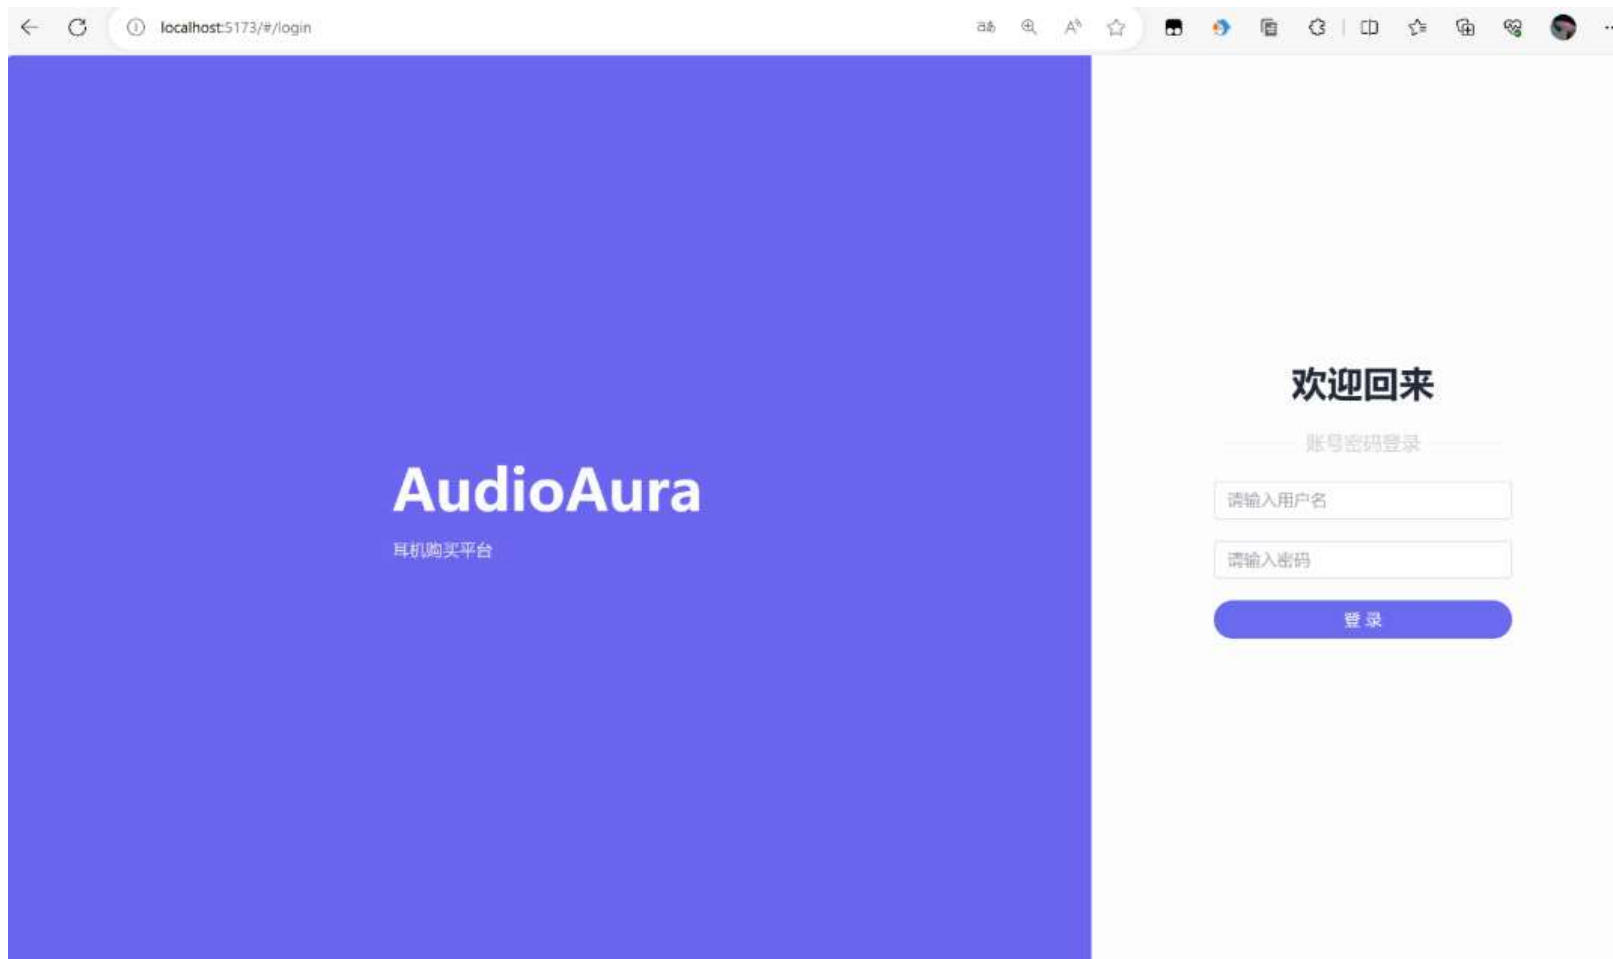 localhost:5173/#/login
AudioAura
耳机购买平台
欢迎回来
账号密码登录
请输入用户名
请输入密码
登 录